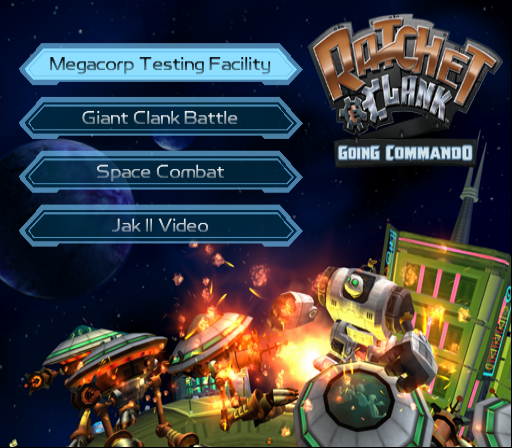 Megacorp Testing Facility
Giant Clank Battle
Space Combat
Jak II Video
RATCHET
CLANK
GOING COMMANDO